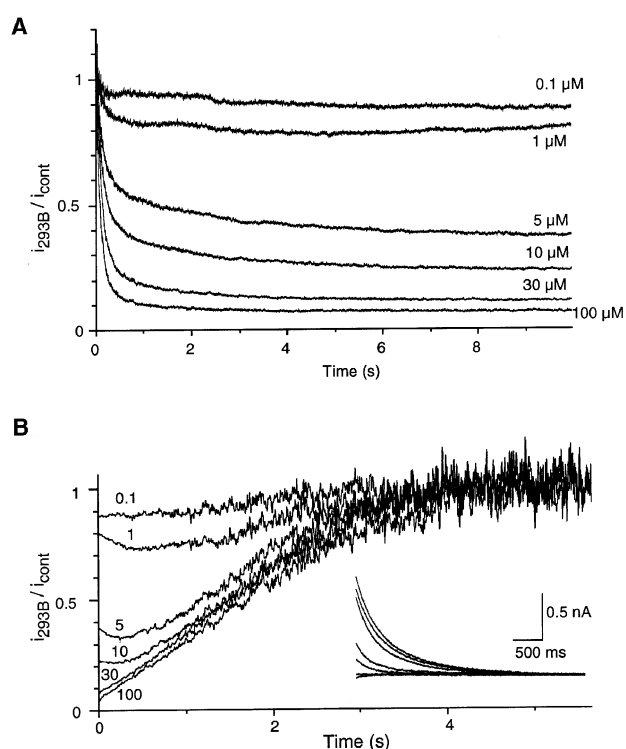 A
1
0.5
0
i293B / icont
0.1 µM
1 µM
5 µM
10 µM
30 µM
100 µM
0 2 4 6 8
Time (s)
B
1
0.5
0
i293B / icont
0.1
1
5
10
30
100
0.5 nA
500 ms
0 2 4
Time (s)